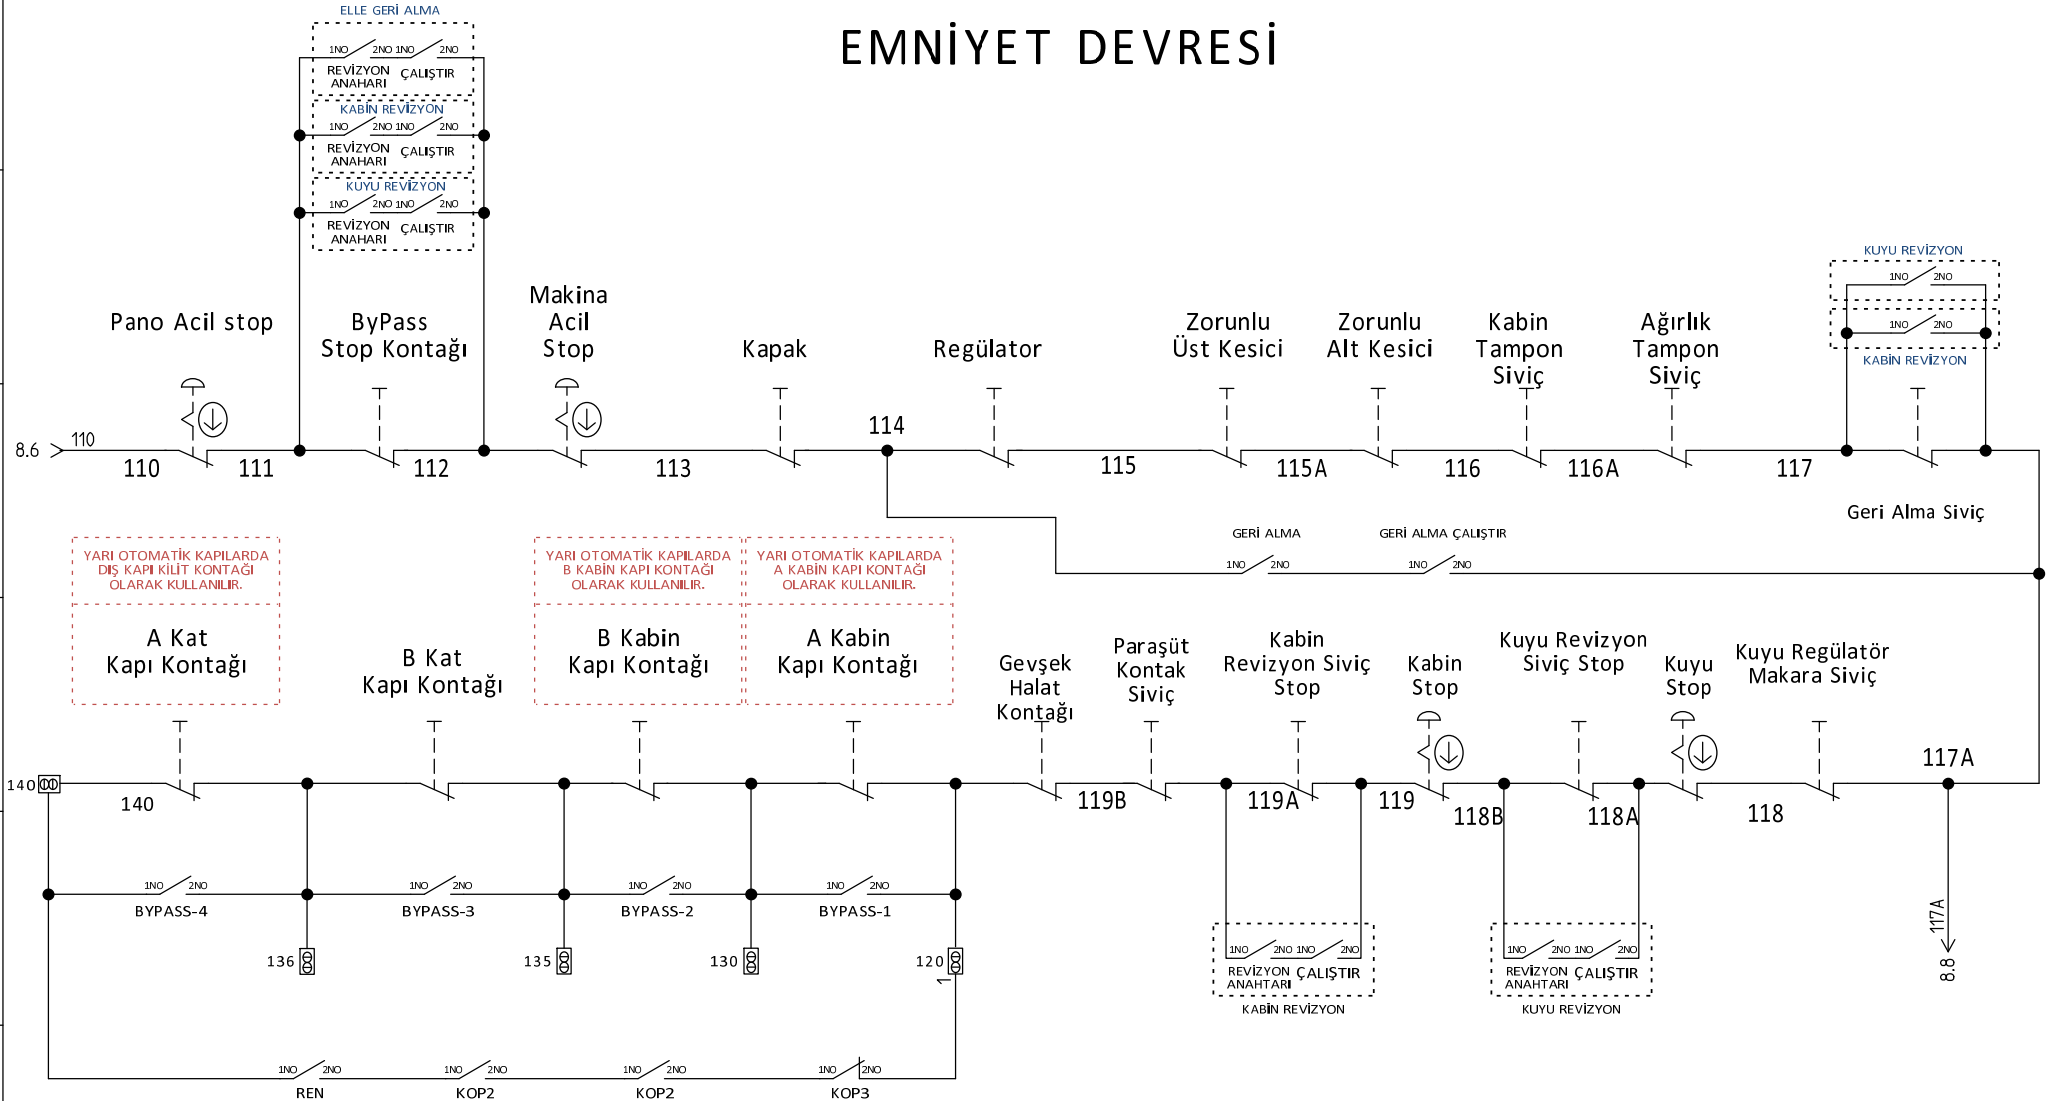 EMNİYET DEVRESİ
ELLE GERİ ALMA
1NO 2NO 1NO 2NO
REVİZYON ANAHARI ÇALIŞTIR
KABİN REVİZYON
1NO 2NO 1NO 2NO
REVİZYON ANAHARI ÇALIŞTIR
KUYU REVİZYON
1NO 2NO 1NO 2NO
REVİZYON ANAHARI ÇALIŞTIR
KUYU REVİZYON
1NO 2NO
1NO 2NO
KABİN REVİZYON
Pano Acil stop
ByPass
Stop Kontağı
Makina
Acil
Stop
Kapak
Regülator
Zorunlu
Üst Kesici
Zorunlu
Alt Kesici
Kabin
Tampon
Siviç
Ağırlık
Tampon
Siviç
8.6 110
110 111 112 113 114 115 115A 116 116A 117
Geri Alma Siviç
GERİ ALMA
1NO 2NO
GERİ ALMA ÇALIŞTIR
1NO 2NO
YARI OTOMATİK KAPILARDA
DIŞ KAPI KİLİT KONTAĞI
OLARAK KULLANILIR.
A Kat
Kapı Kontağı
B Kat
Kapı Kontağı
YARI OTOMATİK KAPILARDA
B KABİN KAPI KONTAĞI
OLARAK KULLANILIR.
B Kabin
Kapı Kontağı
YARI OTOMATİK KAPILARDA
A KABİN KAPI KONTAĞI
OLARAK KULLANILIR.
A Kabin
Kapı Kontağı
Gevşek
Halat
Kontağı
Paraşüt
Kontak
Siviç
Kabin
Revizyon Siviç
Stop
Kabin
Stop
Kuyu Revizyon
Siviç Stop
Kuyu
Stop
Kuyu Regülatör
Makara Siviç
140
140 119B 119A 119 118B 118A 118 117A
1NO 2NO
BYPASS-4
1NO 2NO
BYPASS-3
1NO 2NO
BYPASS-2
1NO 2NO
BYPASS-1
136 135 130 120
1
1NO 2NO 1NO 2NO
REVİZYON
ANAHTARI
ÇALIŞTIR
KABİN REVİZYON
1NO 2NO 1NO 2NO
REVİZYON
ANAHTARI
ÇALIŞTIR
KUYU REVİZYON
117A
8.8
1NO 2NO
REN
1NO 2NO
KOP2
1NO 2NO
KOP2
1NO 2NO
KOP3